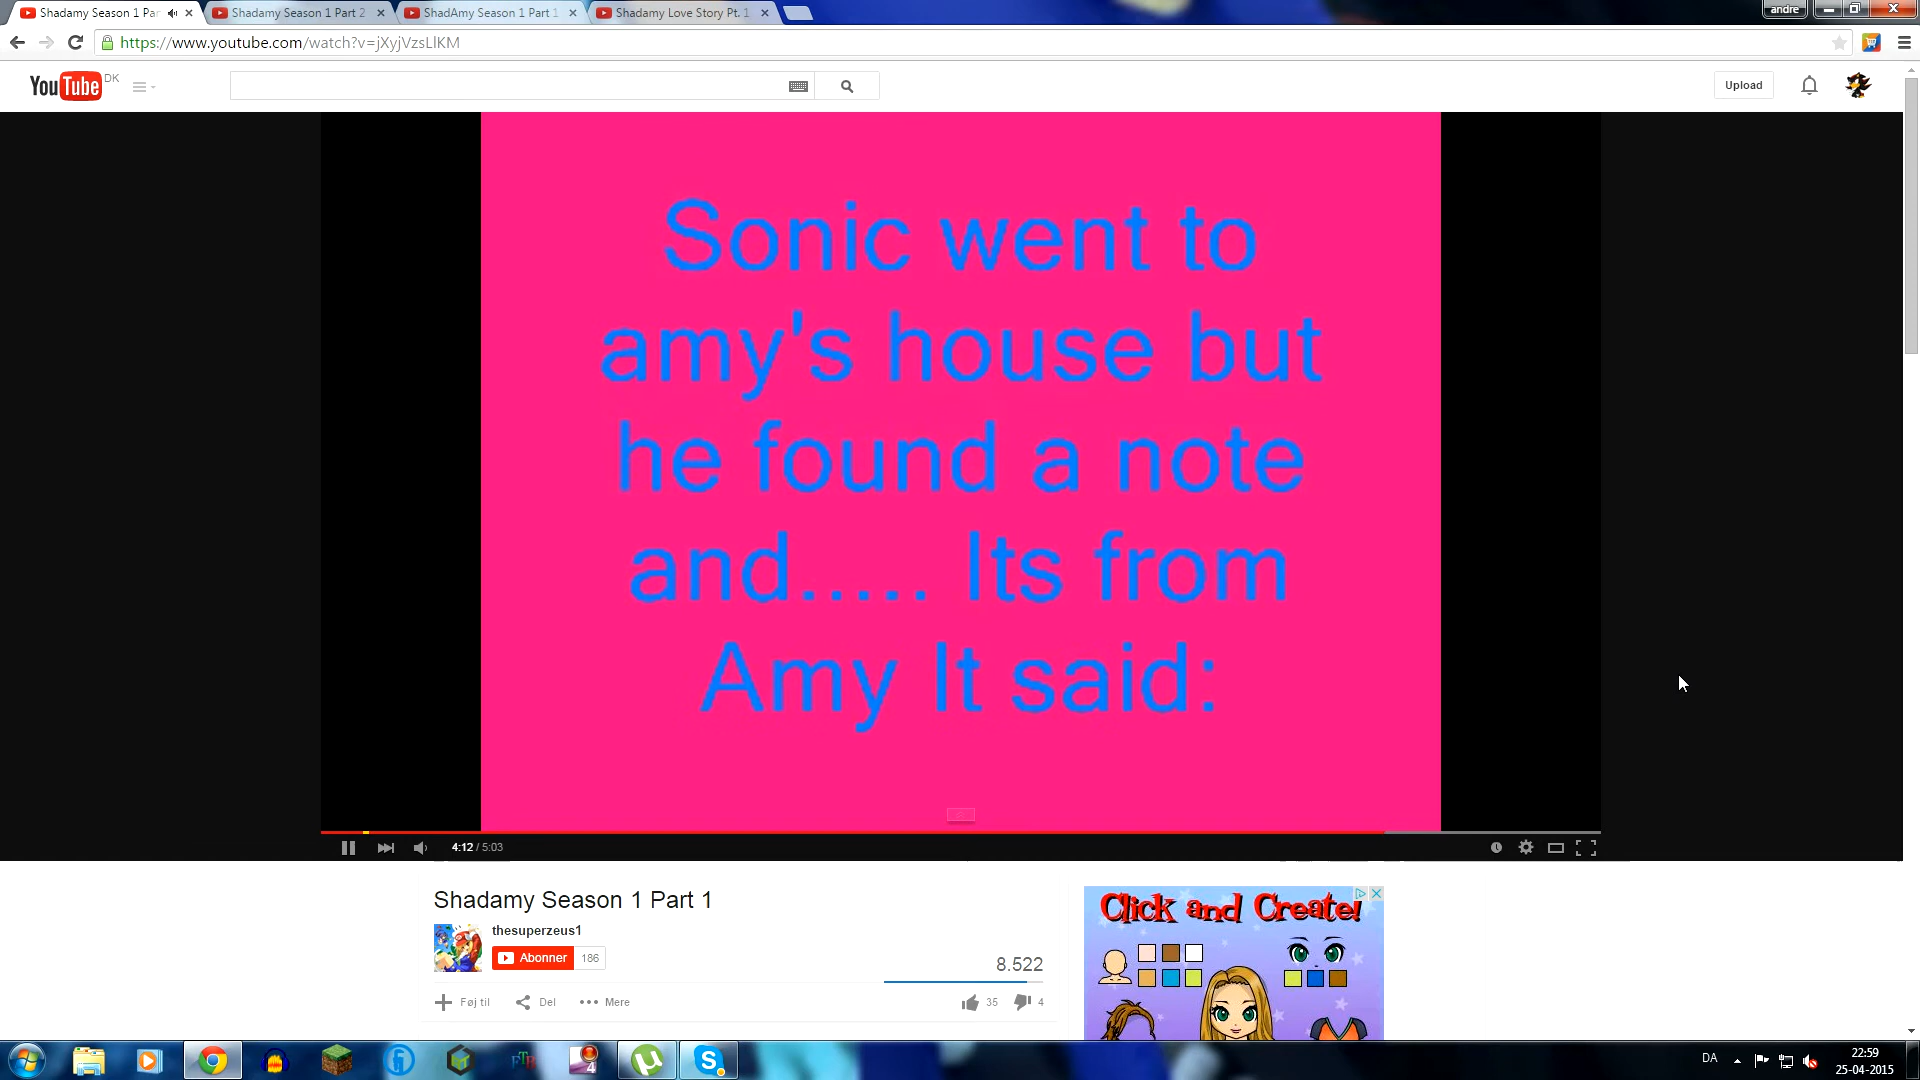 Shadamy Season 1 Par
Shadamy Season 1 Part 2
ShadAmy Season 1 Part 1
Shadamy Love Story Pt. 1
andre
https://www.youtube.com/watch?v=jXyjVzsLlKM
YouTube DK
Upload
Sonic went to
amy's house but
he found a note
and..... Its from
Amy It said:
4:12 / 5:03
Shadamy Season 1 Part 1
thesuperzeus1
Abonner 186
8.522
Føj til Del Mere 35 4
Click and Create!
FTB
4
DA
22:59
25-04-2015